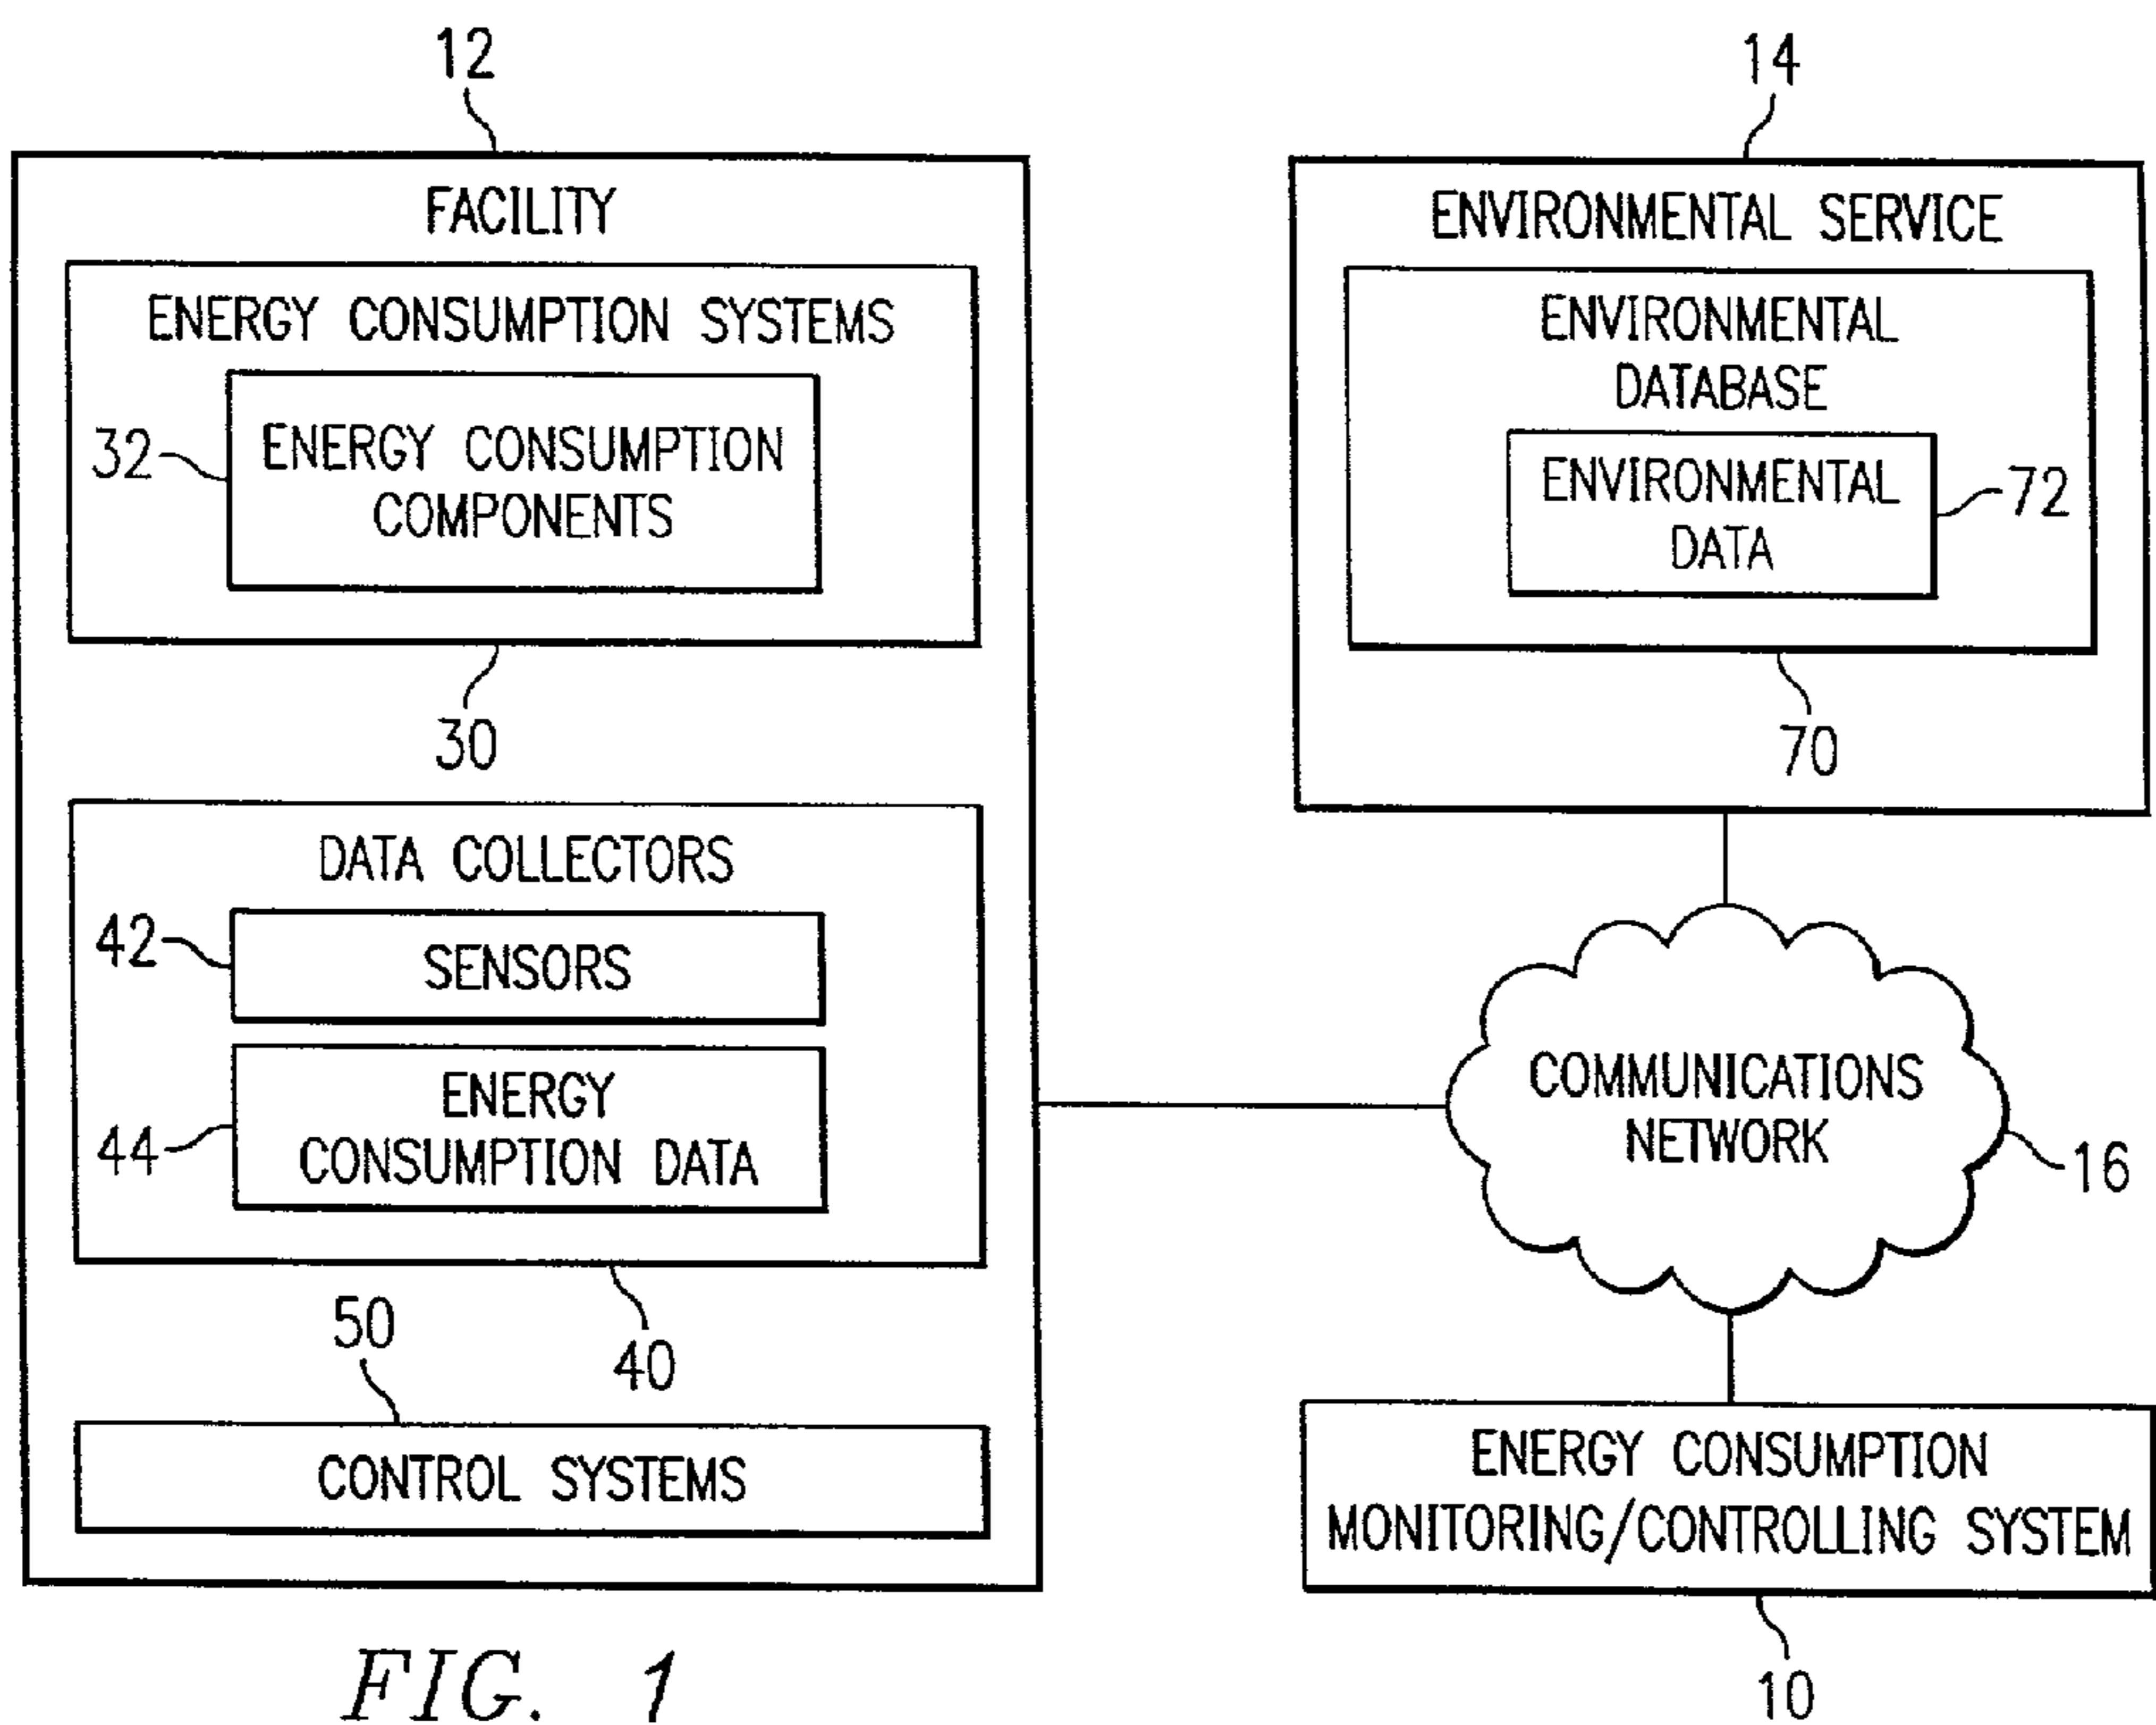 12
FACILITY
ENERGY CONSUMPTION SYSTEMS
32
ENERGY CONSUMPTION
COMPONENTS
30
DATA COLLECTORS
42
SENSORS
44
ENERGY
CONSUMPTION DATA
40
50
CONTROL SYSTEMS
14
ENVIRONMENTAL SERVICE
ENVIRONMENTAL
DATABASE
ENVIRONMENTAL
DATA
72
70
COMMUNICATIONS
NETWORK
16
ENERGY CONSUMPTION
MONITORING/CONTROLLING SYSTEM
10
FIG. 1